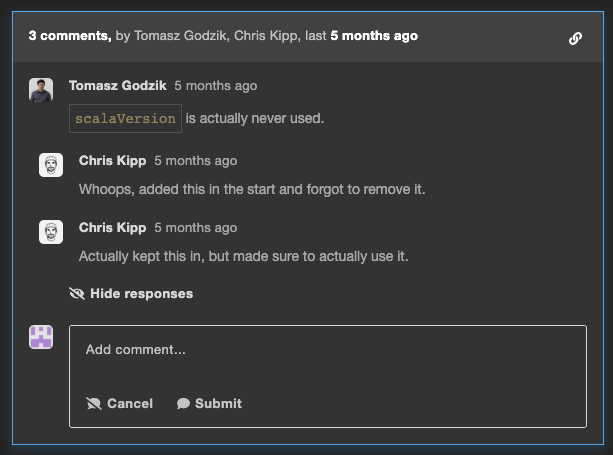 3 comments, by Tomasz Godzik, Chris Kipp, last 5 months ago
Tomasz Godzik 5 months ago
scalaVersion is actually never used.
Chris Kipp 5 months ago
Whoops, added this in the start and forgot to remove it.
Chris Kipp 5 months ago
Actually kept this in, but made sure to actually use it.
Hide responses
Add comment...
Cancel Submit